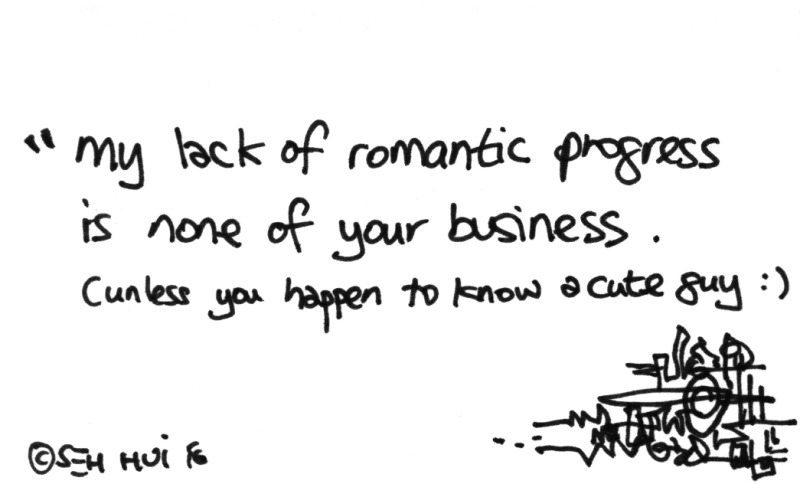 " my lack of romantic progress
is none of your business.
(unless you happen to know a cute guy :)
© SEH HUI